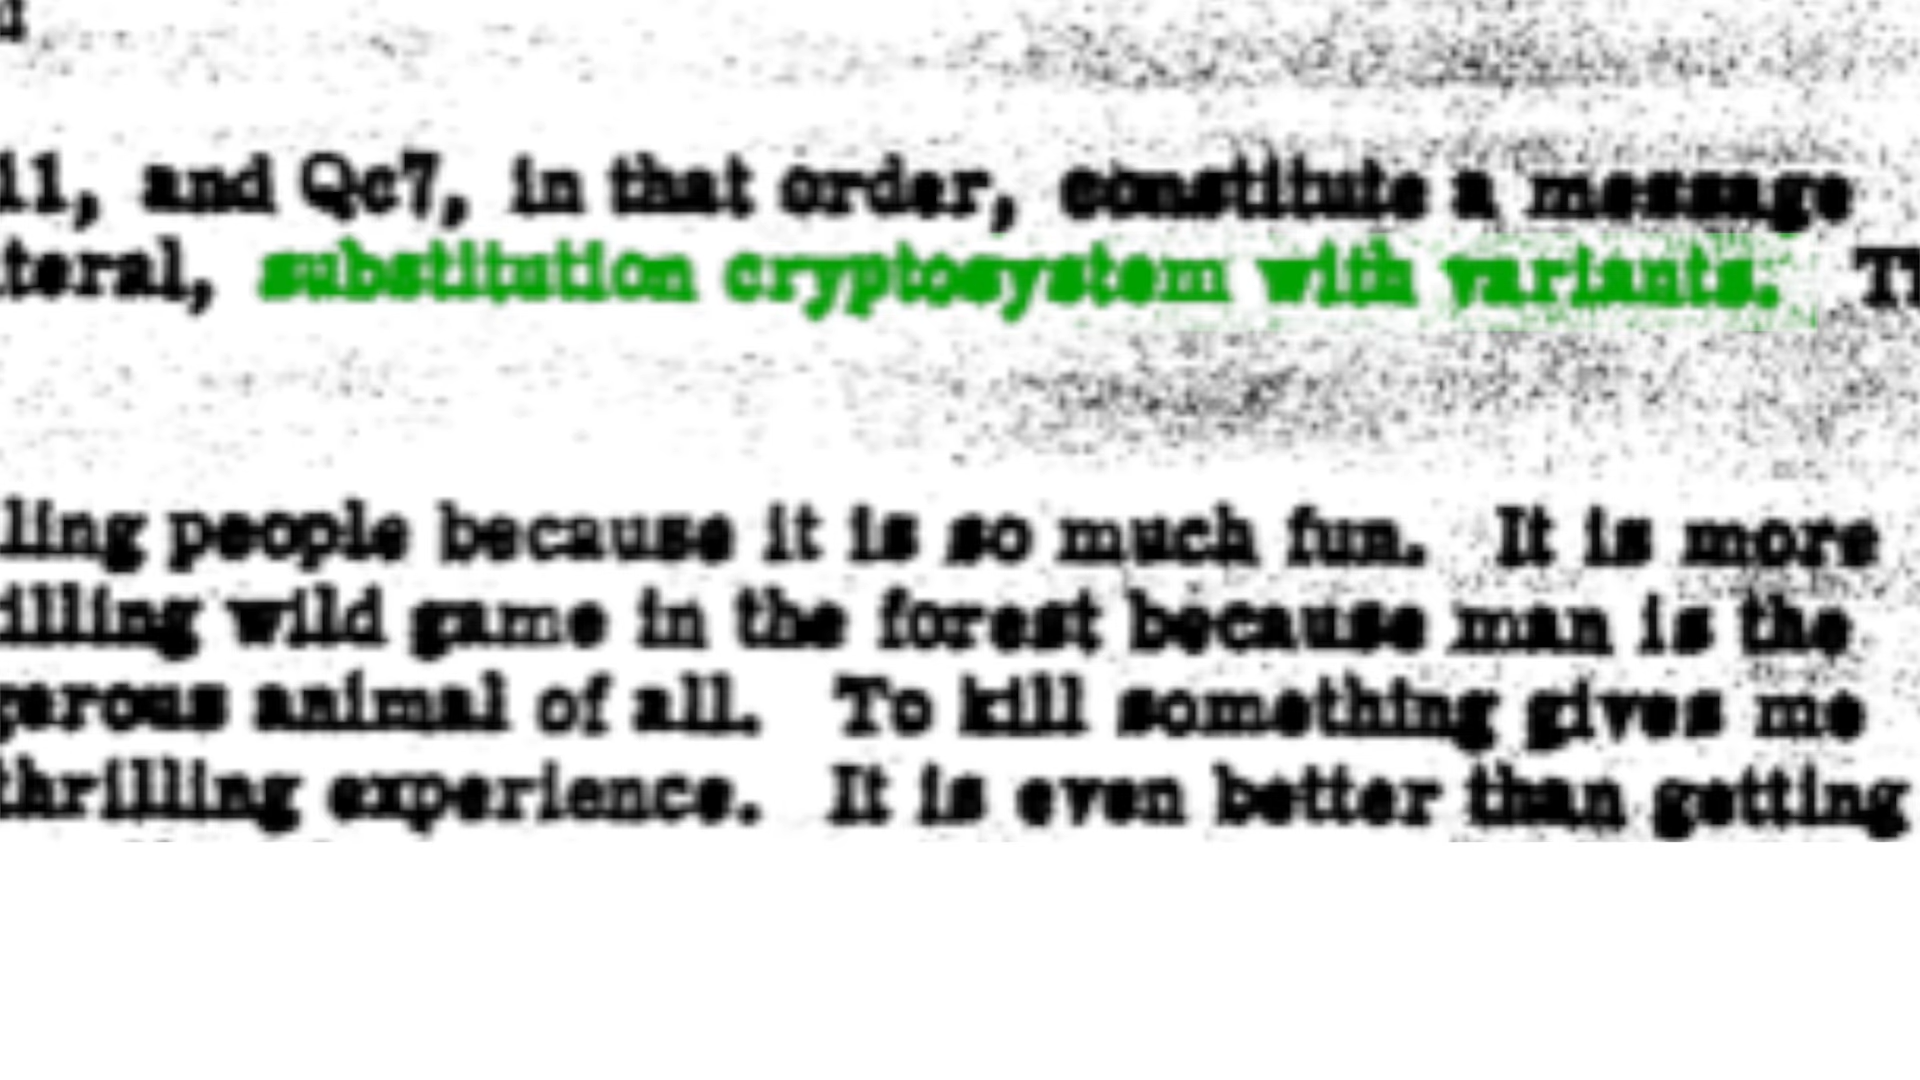 11, and Qc7, in that order, constitute a message
teral, substitution cryptosystem with variants. Th
ling people because it is so much fun. It is more
illing wild game in the forest because man is the
gerous animal of all. To kill something gives me
thrilling experience. It is even better than getting